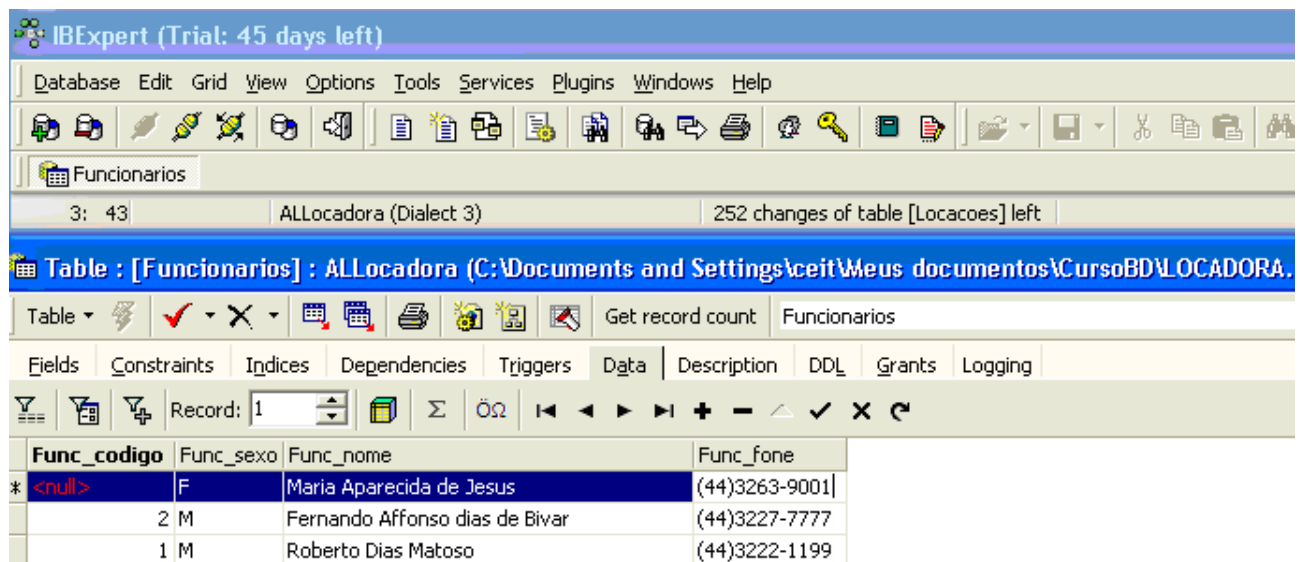 IBExpert (Trial: 45 days left)
Database Edit Grid View Options Tools Services Plugins Windows Help
Funcionarios
3: 43 ALLocadora (Dialect 3) 252 changes of table [Locacoes] left
Table : [Funcionarios] : ALLocadora (C:\Documents and Settings\ceit\Meus documentos\CursoBD\LOCADORA.
Table Get record count Funcionarios
Fields Constraints Indices Dependencies Triggers Data Description DDL Grants Logging
Record: 1 Σ ÖΩ
Func_codigo Func_sexo Func_nome Func_fone
* <null> F Maria Aparecida de Jesus (44)3263-9001
2 M Fernando Affonso dias de Bivar (44)3227-7777
1 M Roberto Dias Matoso (44)3222-1199